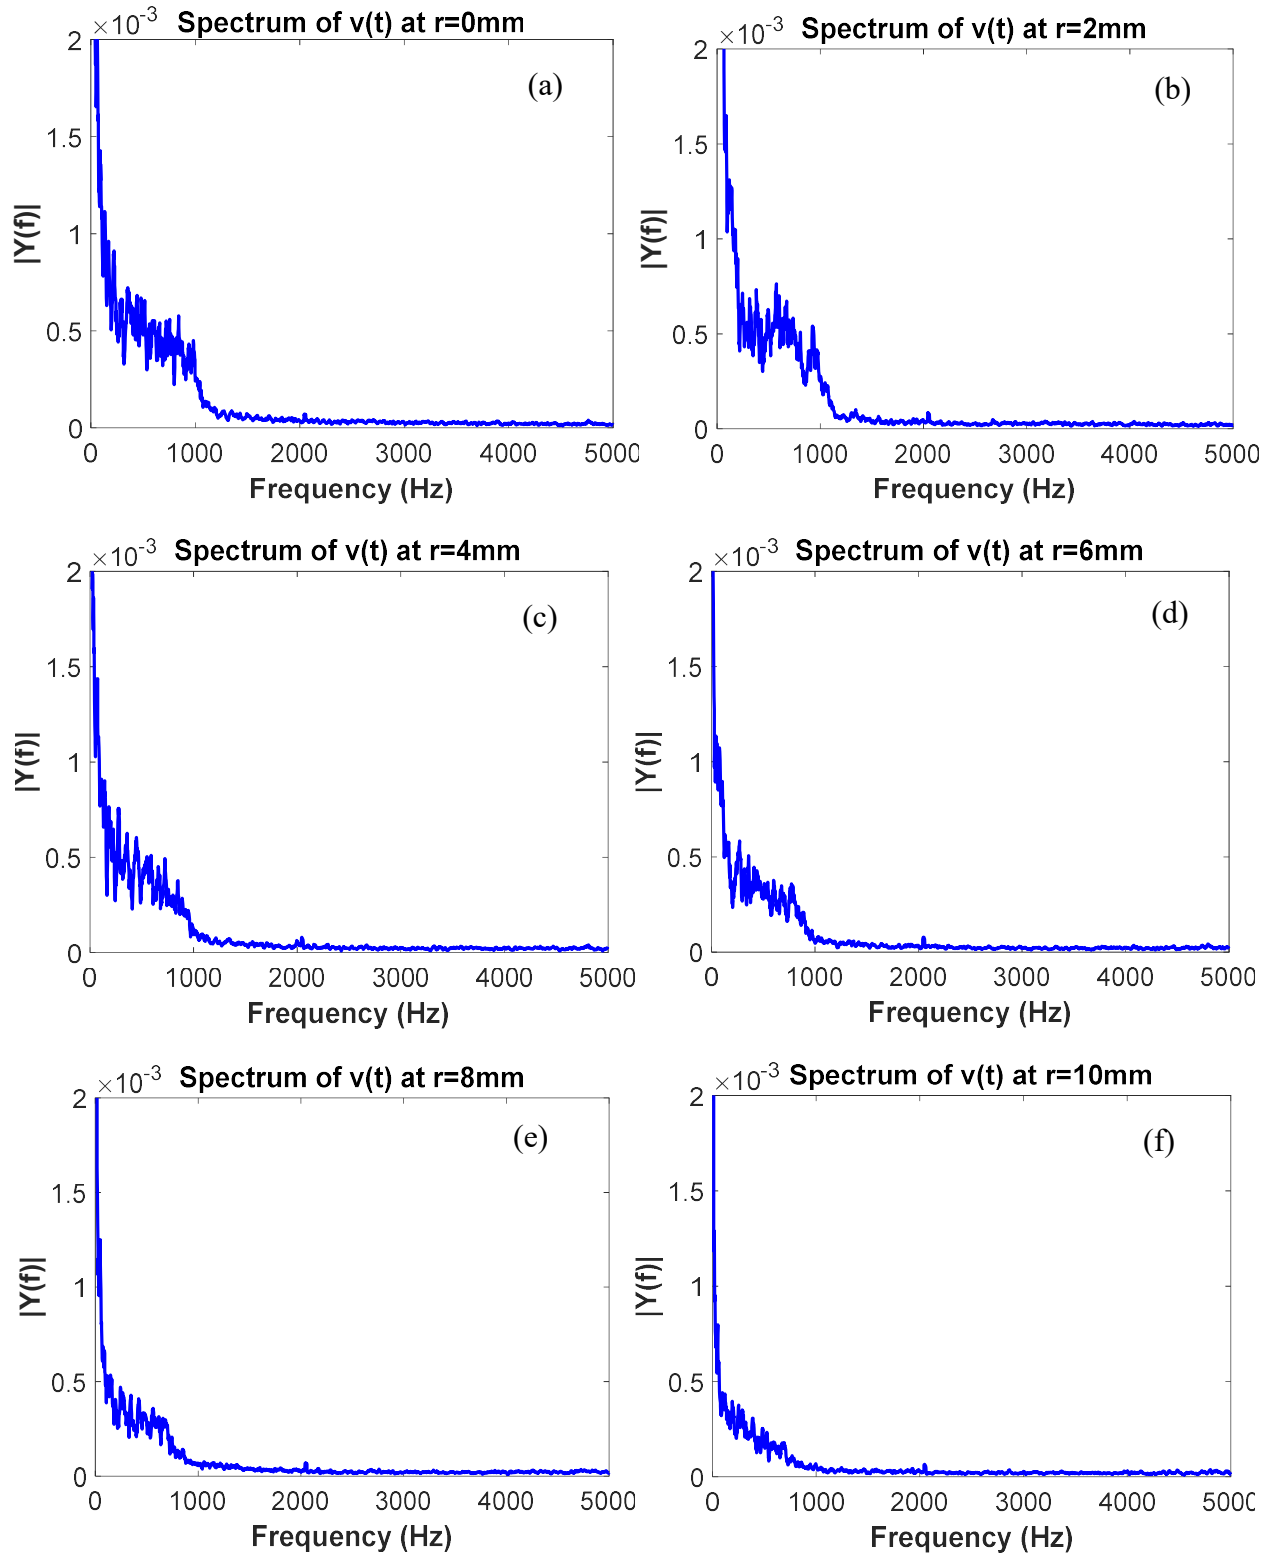 ×10-3 Spectrum of v(t) at r=0mm
(a)
2
1.5
1
0.5
0
|Y(f)|
0 1000 2000 3000 4000 5000
Frequency (Hz)
×10-3 Spectrum of v(t) at r=2mm
(b)
2
1.5
1
0.5
0
|Y(f)|
0 1000 2000 3000 4000 5000
Frequency (Hz)
×10-3 Spectrum of v(t) at r=4mm
(c)
2
1.5
1
0.5
0
|Y(f)|
0 1000 2000 3000 4000 5000
Frequency (Hz)
×10-3 Spectrum of v(t) at r=6mm
(d)
2
1.5
1
0.5
0
|Y(f)|
0 1000 2000 3000 4000 5000
Frequency (Hz)
×10-3 Spectrum of v(t) at r=8mm
(e)
2
1.5
1
0.5
0
|Y(f)|
0 1000 2000 3000 4000 5000
Frequency (Hz)
×10-3 Spectrum of v(t) at r=10mm
(f)
2
1.5
1
0.5
0
|Y(f)|
0 1000 2000 3000 4000 5000
Frequency (Hz)